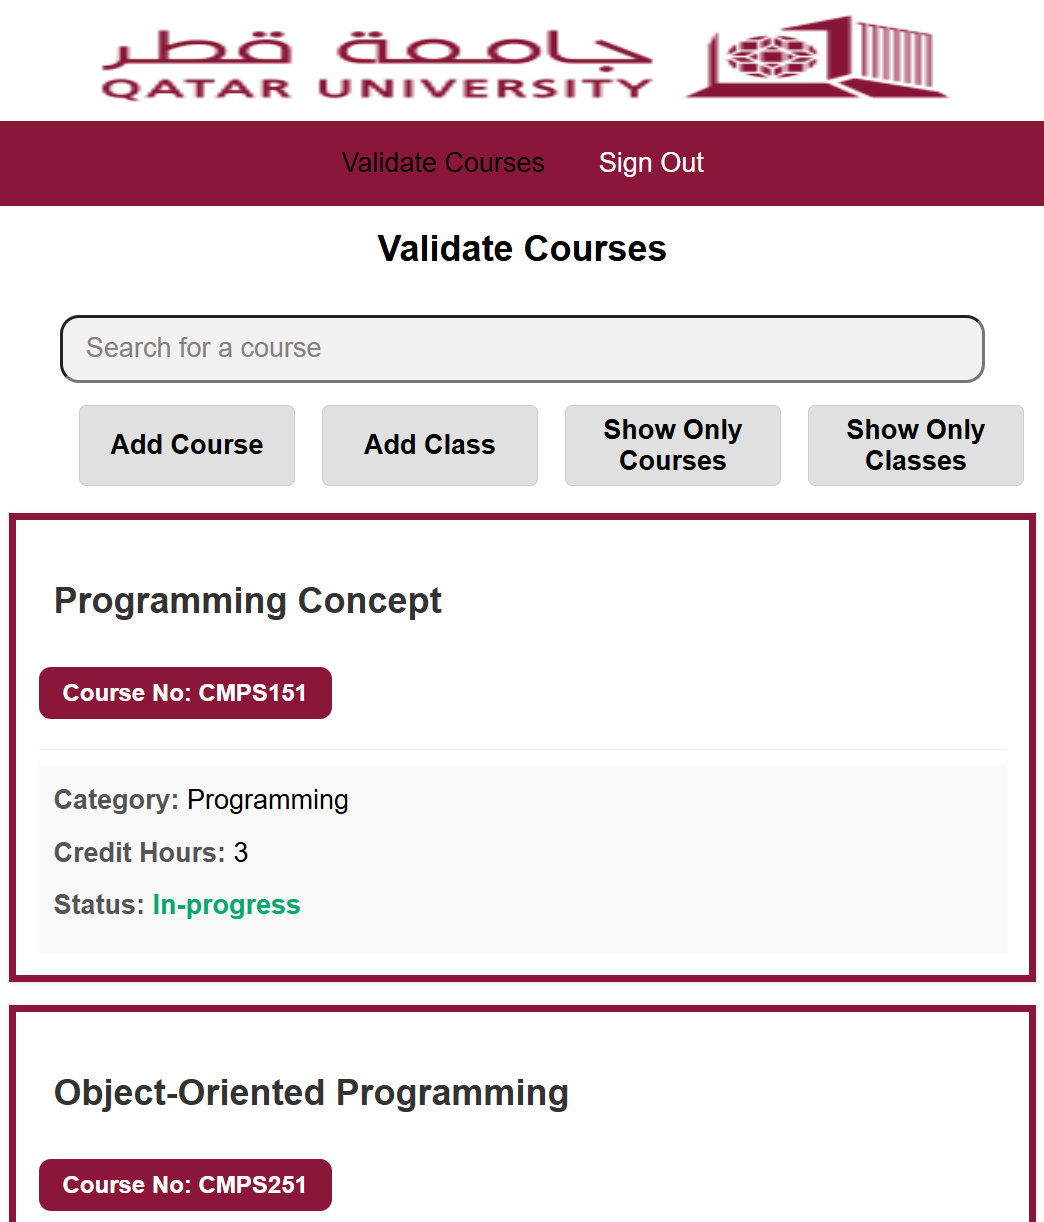 جامعة قطر
QATAR UNIVERSITY
Validate Courses Sign Out
Validate Courses
Search for a course
Add Course
Add Class
Show Only
Courses
Show Only
Classes
Programming Concept
Course No: CMPS151
Category: Programming
Credit Hours: 3
Status: In-progress
Object-Oriented Programming
Course No: CMPS251